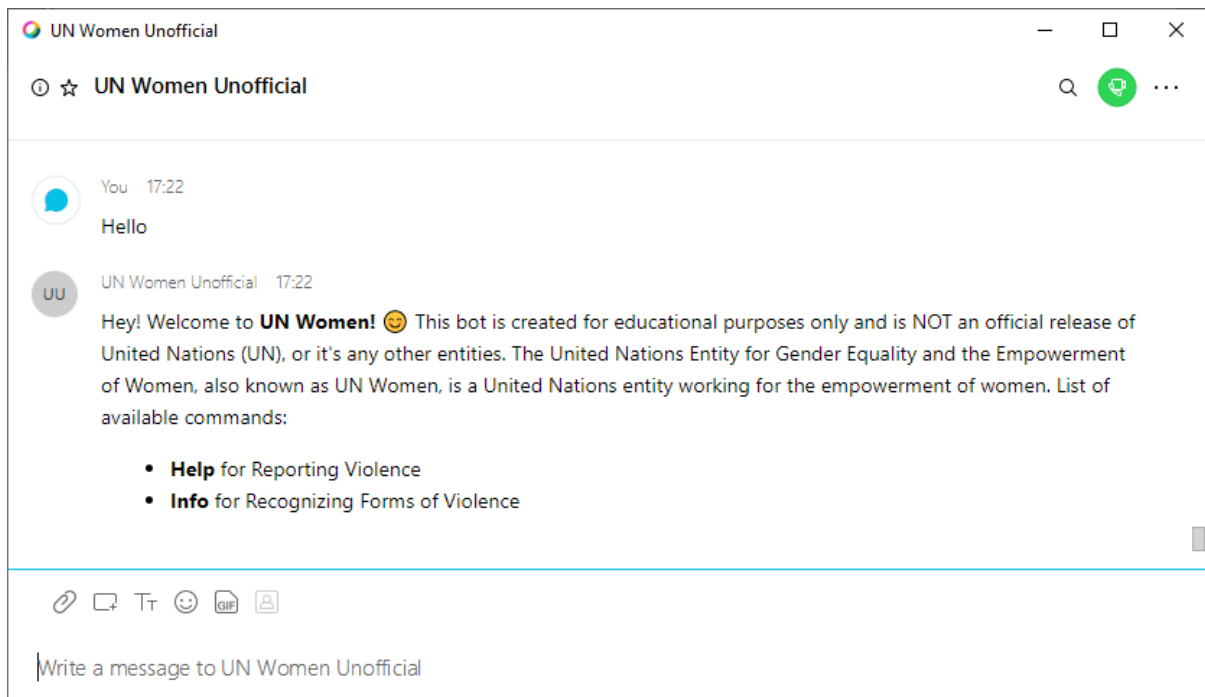 UN Women Unofficial
UN Women Unofficial
You 17:22
Hello
UU
UN Women Unofficial 17:22
Hey! Welcome to UN Women! 😊 This bot is created for educational purposes only and is NOT an official release of
United Nations (UN), or it's any other entities. The United Nations Entity for Gender Equality and the Empowerment
of Women, also known as UN Women, is a United Nations entity working for the empowerment of women. List of
available commands:
• Help for Reporting Violence
• Info for Recognizing Forms of Violence
GIF
Write a message to UN Women Unofficial